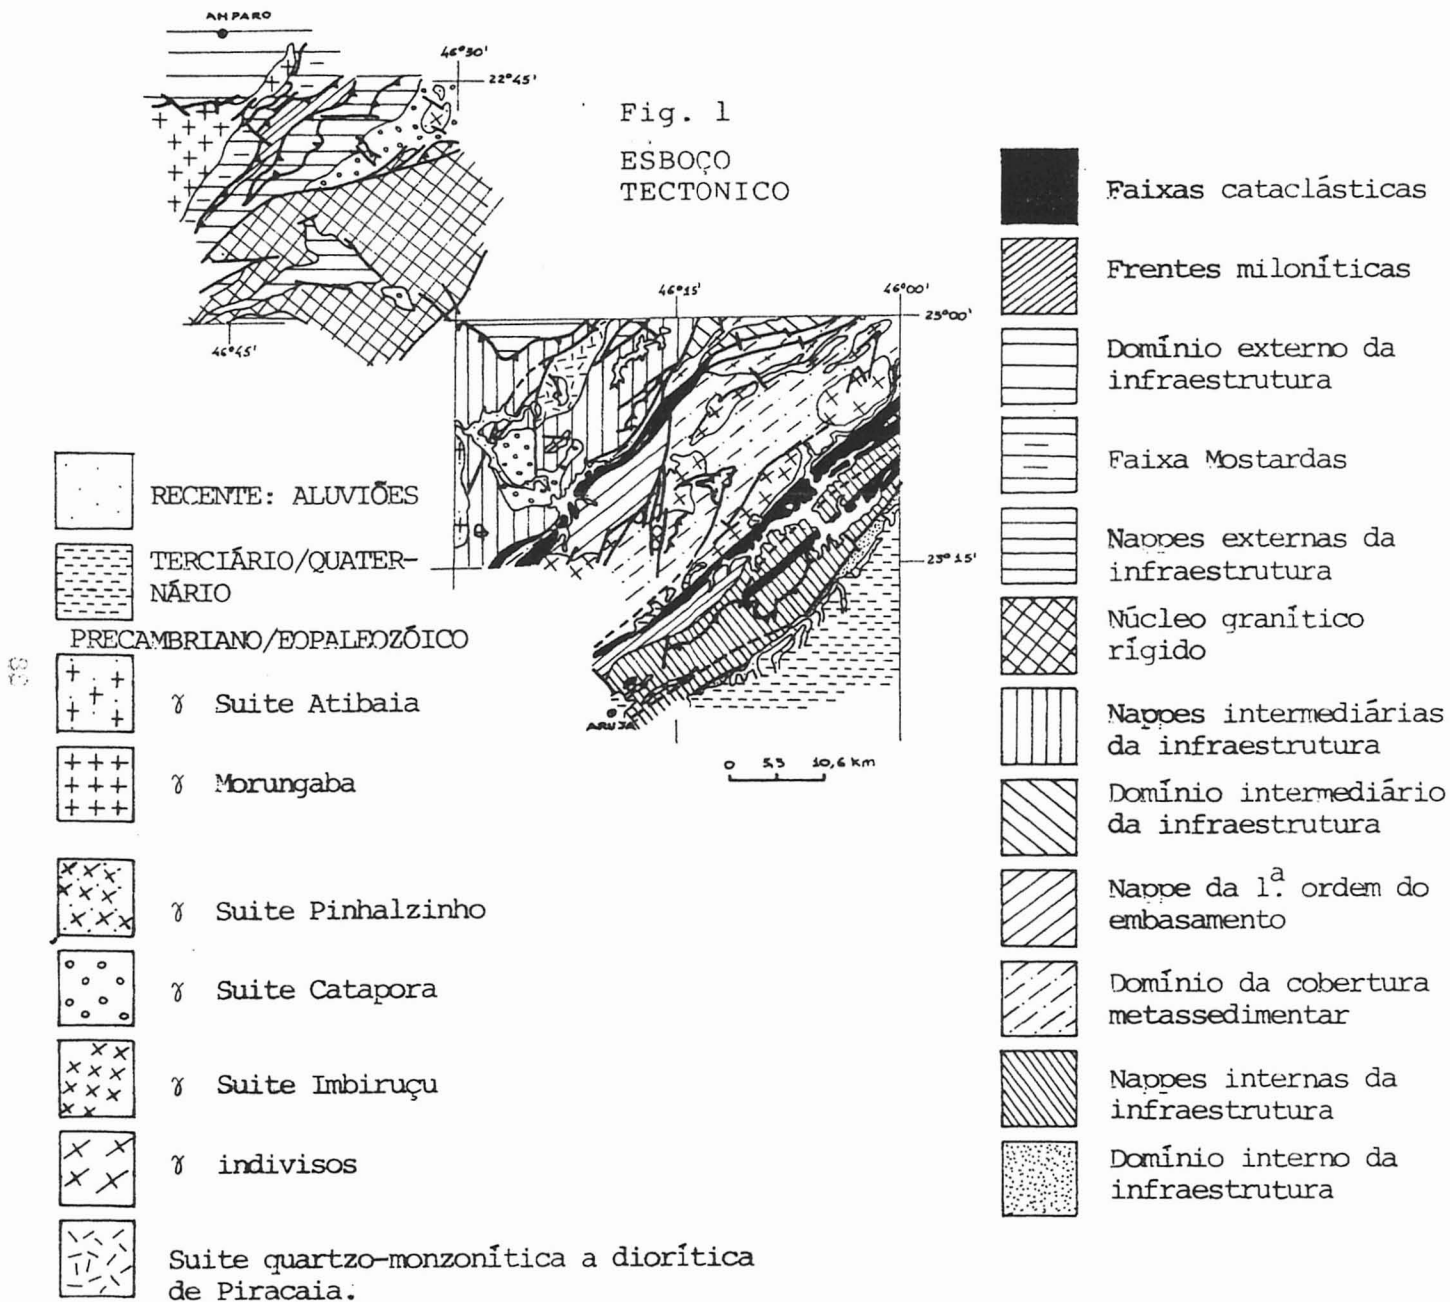 AMPARO
46°30'
22°45'
Fig. 1
ESBOÇO
TECTONICO
46°45'
46°15'
46°00'
23°00'
23°15'
ARUJA
0 5,3 10,6 km
RECENTE: ALUVIÕES
TERCIÁRIO/QUATER-
NÁRIO
PRECAMBRIANO/EOPALEOZÓICO
γ Suite Atibaia
γ Morungaba
γ Suite Pinhalzinho
γ Suite Catapora
γ Suite Imbiruçu
γ indivisos
Suite quartzo-monzonítica a diorítica
de Piracaia.
Faixas cataclásticas
Frentes miloníticas
Domínio externo da
infraestrutura
Faixa Mostardas
Nappes externas da
infraestrutura
Núcleo granítico
rígido
Nappes intermediárias
da infraestrutura
Domínio intermediário
da infraestrutura
Nappe da 1.ª ordem do
embasamento
Domínio da cobertura
metassedimentar
Nappes internas da
infraestrutura
Domínio interno da
infraestrutura